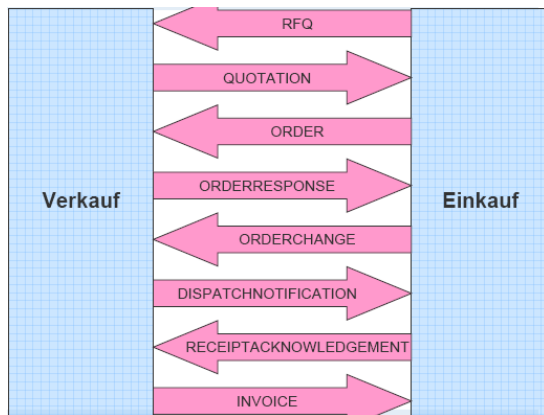 RFQ
QUOTATION
ORDER
Verkauf
ORDERRESPONSE
Einkauf
ORDERCHANGE
DISPATCHNOTIFICATION
RECEIPTACKNOWLEDGEMENT
INVOICE